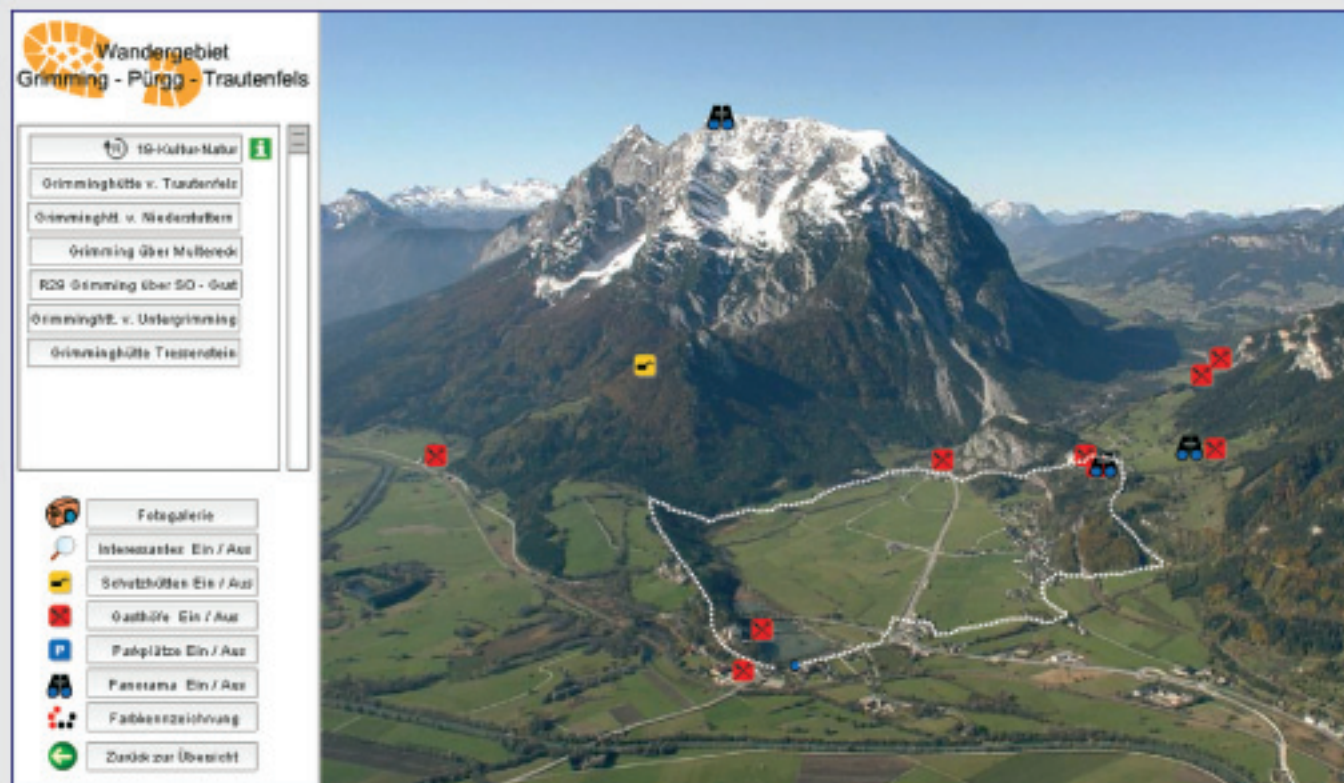 Wandergebiet
Grimming - Pürgg - Trautenfels
19-Kultur-Natur
Grimminghütte v. Trautenfels
Grimminghtt. v. Niederstuttern
Grimming über Multereck
R29 Grimming über SO - Grat
Grimminghtt. v. Untergrimming
Grimminghütte Tressenstein
Fotogalerie
Interessantes Ein / Aus
Schutzhütten Ein / Aus
Gasthöfe Ein / Aus
P Parkplätze Ein / Aus
Panorama Ein / Aus
Farbkennzeichnung
Zurück zur Übersicht